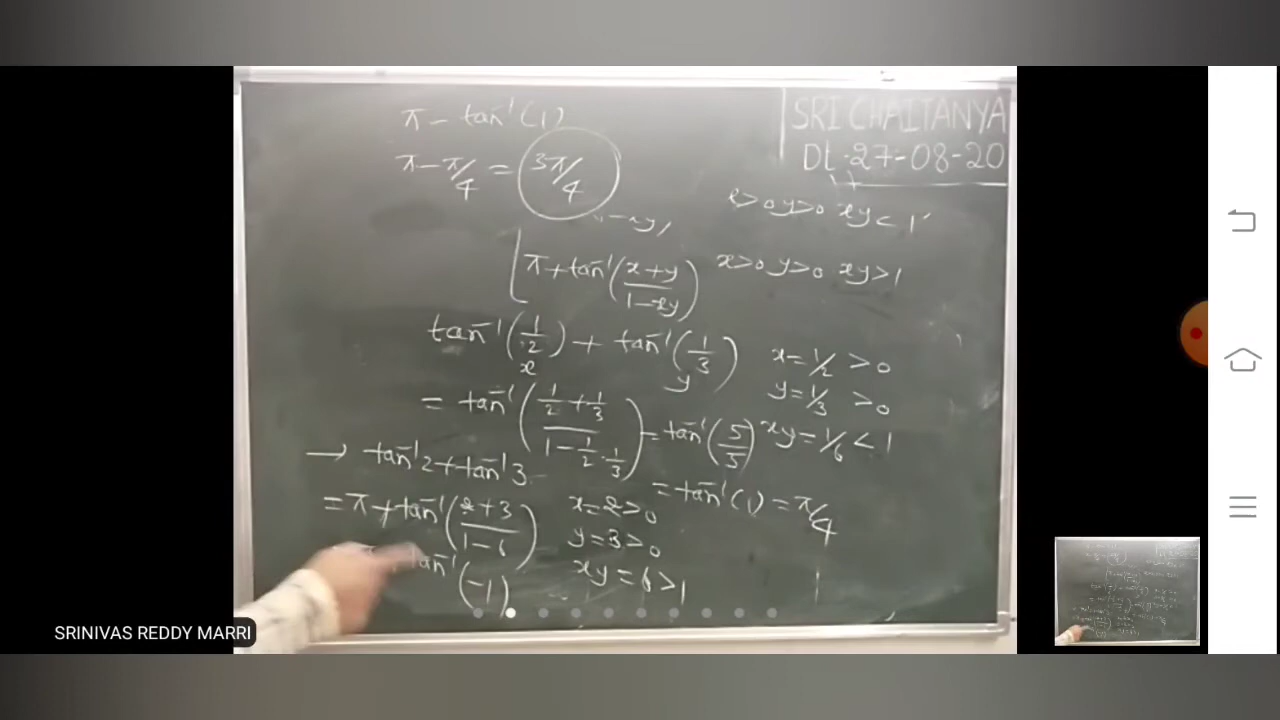 SRI CHAITANYA
Dt. 27-08-20
π - tan⁻¹(1)
π - π/4 = 3π/4
x>0 y>0 xy<1
1-xy
π + tan⁻¹((x+y)/(1-xy)) x>0 y>0 xy>1
tan⁻¹(1/2) + tan⁻¹(1/3) x = 1/2 >0
x y y = 1/3 >0
= tan⁻¹((1/2 + 1/3)/(1 - 1/2 · 1/3)) = tan⁻¹(5/5) xy = 1/6 < 1
= tan⁻¹(1) = π/4
→ tan⁻¹2 + tan⁻¹3
= π + tan⁻¹((2+3)/(1-6)) x = 2>0
y = 3>0
tan⁻¹(-1) xy = 6>1
SRINIVAS REDDY MARRI